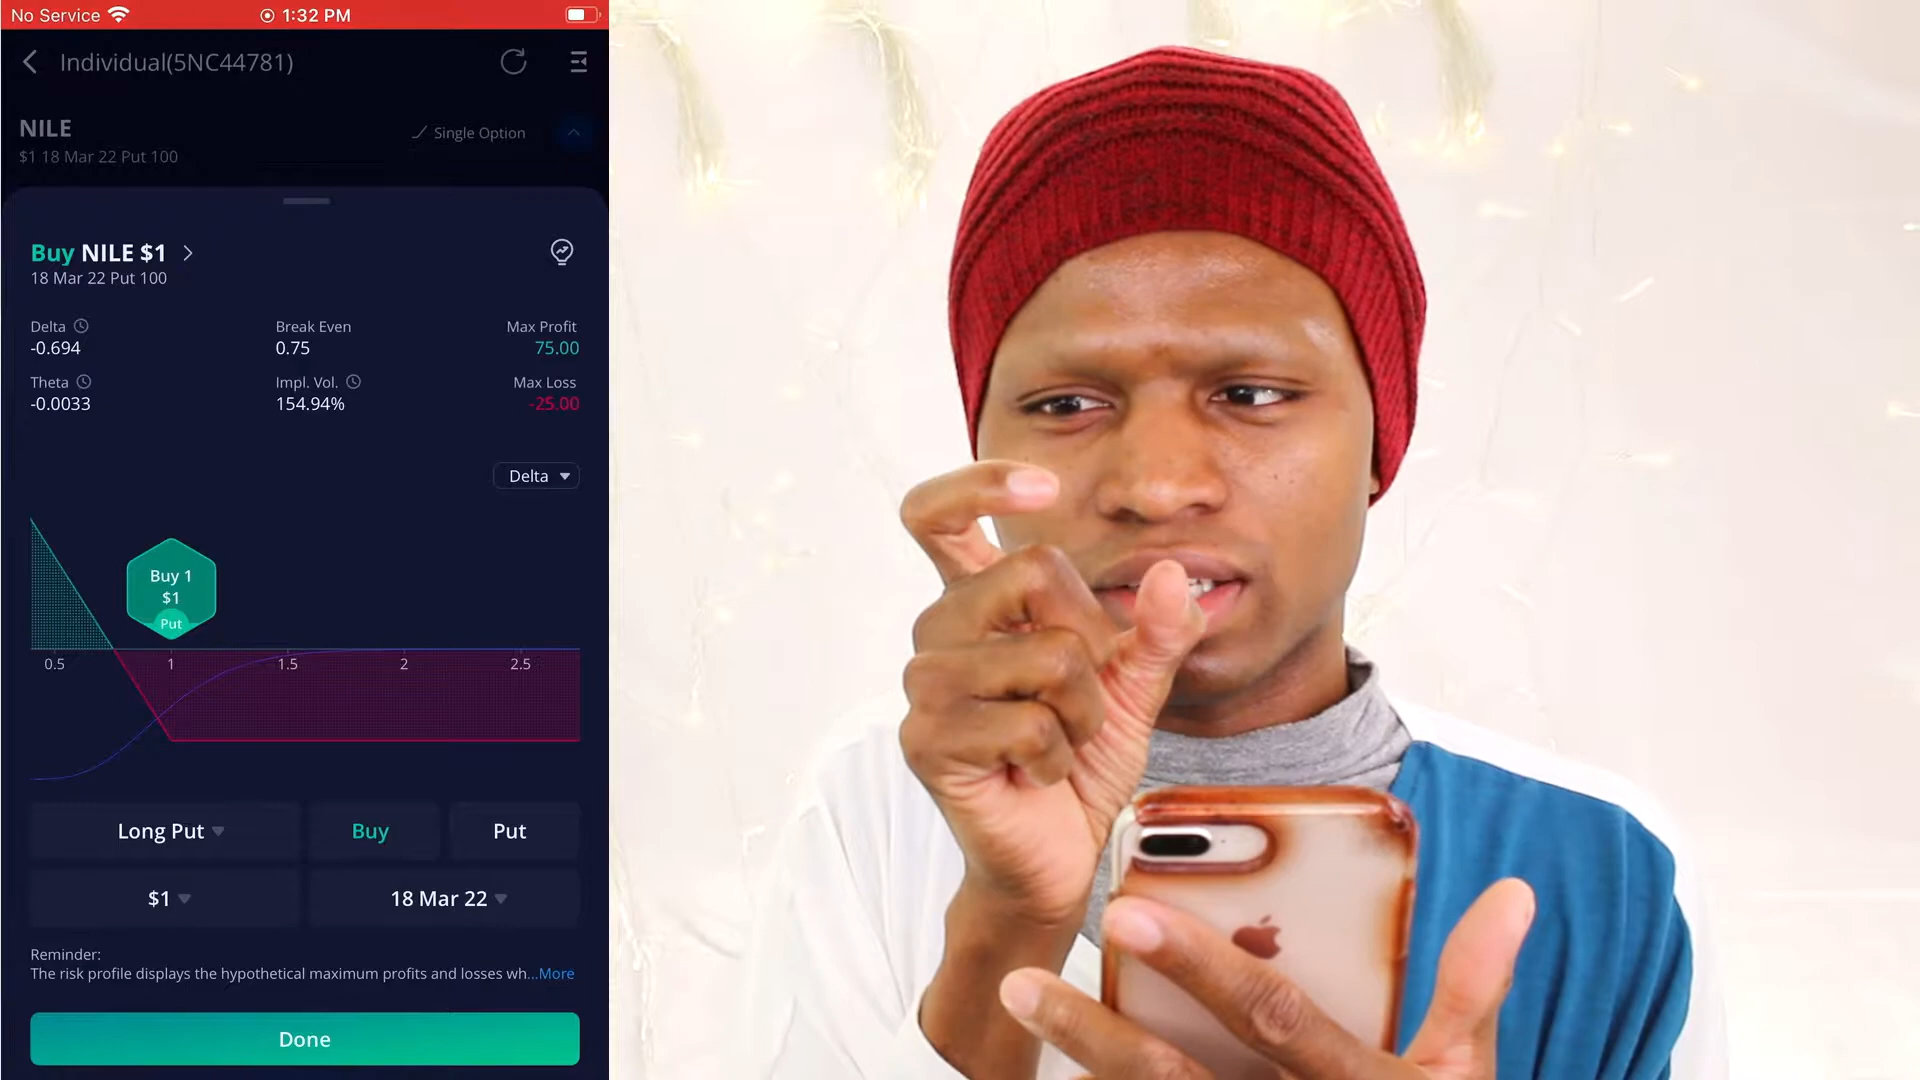 No Service 1:32 PM
Individual(5NC44781)
NILE
Single Option
$1 18 Mar 22 Put 100
Buy NILE $1
18 Mar 22 Put 100
Delta Break Even Max Profit
-0.694 0.75 75.00
Theta Impl. Vol. Max Loss
-0.0033 154.94% -25.00
Delta
Buy 1
$1
Put
0.5 1 1.5 2 2.5
Long Put Buy Put
$1 18 Mar 22
Reminder:
The risk profile displays the hypothetical maximum profits and losses wh...More
Done